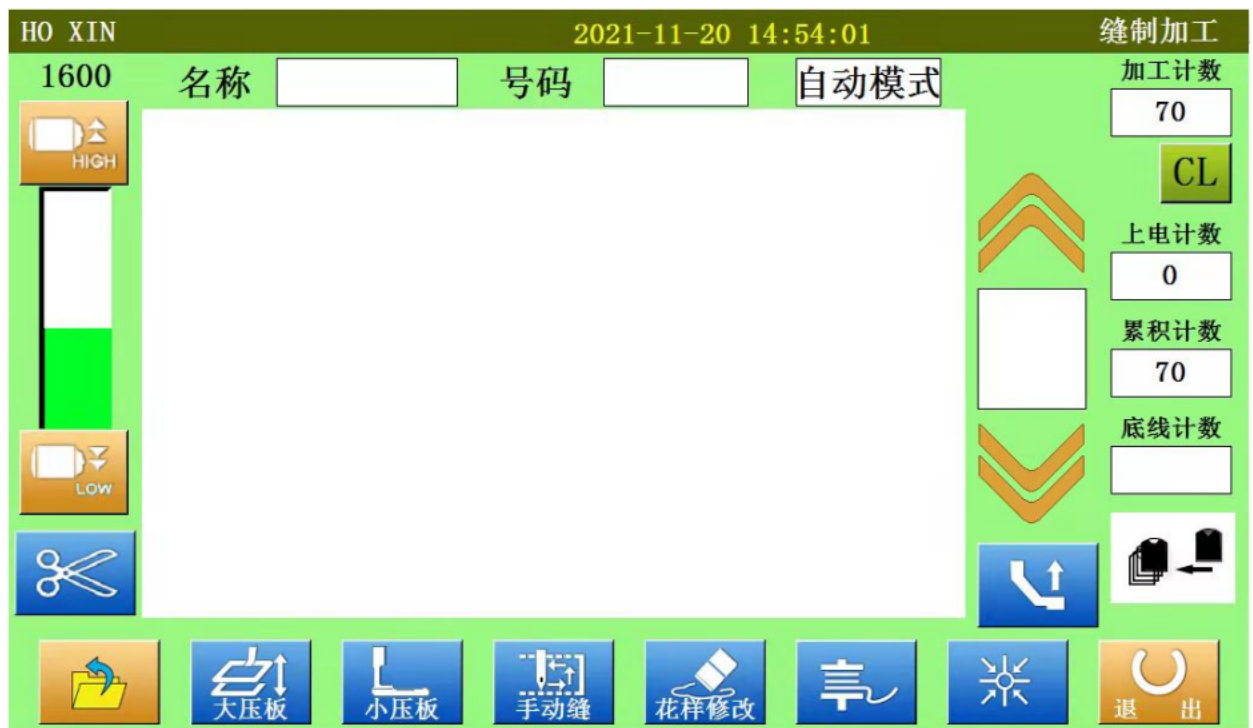 HO XIN 2021-11-20 14:54:01 缝制加工
1600 名称 号码 自动模式 加工计数
70
HIGH
CL
上电计数
0
累积计数
70
底线计数
LOW
大压板 小压板 手动缝 花样修改 退 出